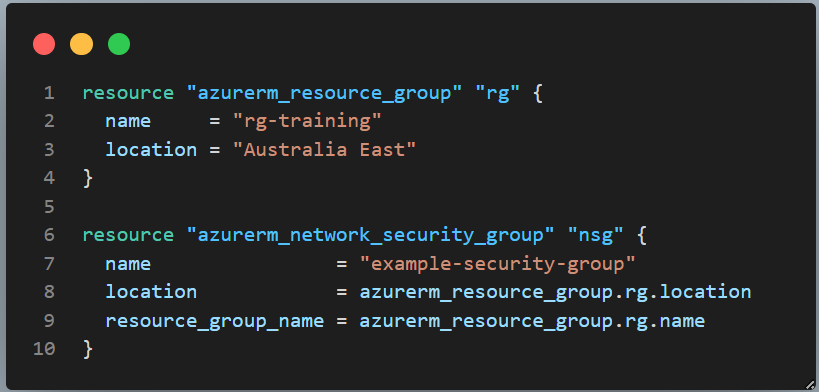 1 resource "azurerm_resource_group" "rg" {
2   name     = "rg-training"
3   location = "Australia East"
4 }
5
6 resource "azurerm_network_security_group" "nsg" {
7   name                = "example-security-group"
8   location            = azurerm_resource_group.rg.location
9   resource_group_name = azurerm_resource_group.rg.name
10 }